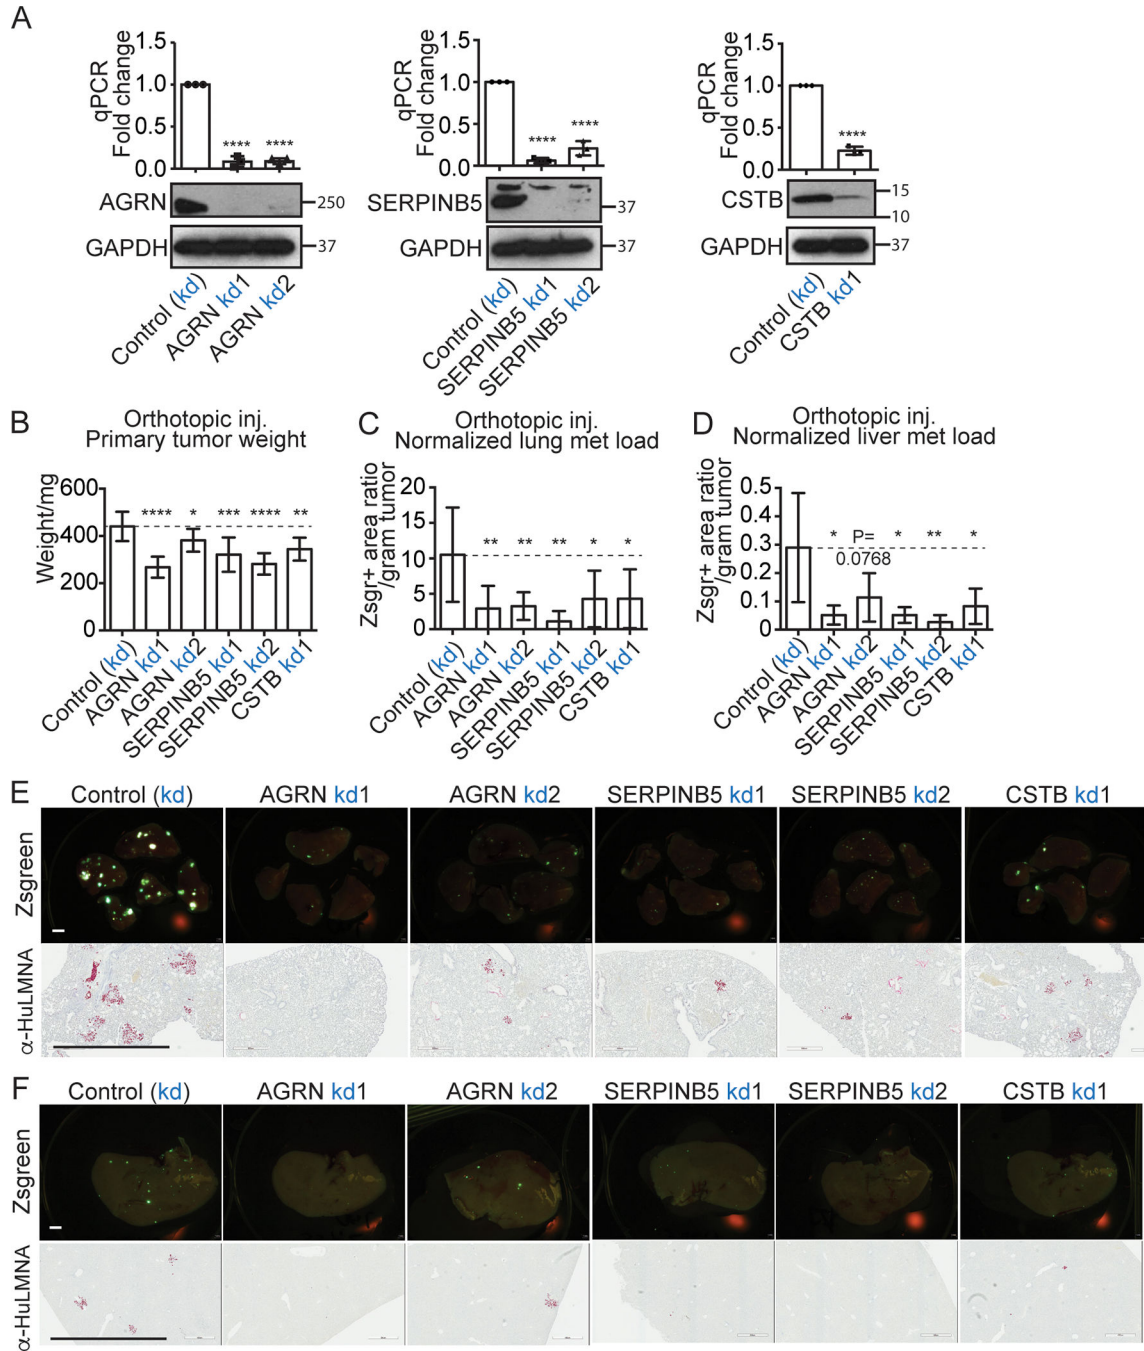 A
qPCR
Fold change
1.5
1.0
0.5
0.0
****
****
AGRN
250
GAPDH
37
Control (kd)
AGRN kd1
AGRN kd2
qPCR
Fold change
1.5
1.0
0.5
0.0
****
****
SERPINB5
37
GAPDH
37
Control (kd)
SERPINB5 kd1
SERPINB5 kd2
qPCR
Fold change
1.5
1.0
0.5
0.0
****
CSTB
15
10
GAPDH
37
Control (kd)
CSTB kd1
B
Orthotopic inj.
Primary tumor weight
Weight/mg
600
400
200
0
**** * *** **** **
Control (kd)
AGRN kd1
AGRN kd2
SERPINB5 kd1
SERPINB5 kd2
CSTB kd1
C
Orthotopic inj.
Normalized lung met load
Zsgr+ area ratio
/gram tumor
20
15
10
5
0
** ** ** * *
Control (kd)
AGRN kd1
AGRN kd2
SERPINB5 kd1
SERPINB5 kd2
CSTB kd1
D
Orthotopic inj.
Normalized liver met load
Zsgr+ area ratio
/gram tumor
0.5
0.4
0.3
0.2
0.1
0
* P= * ** *
0.0768
Control (kd)
AGRN kd1
AGRN kd2
SERPINB5 kd1
SERPINB5 kd2
CSTB kd1
E
Control (kd) AGRN kd1 AGRN kd2 SERPINB5 kd1 SERPINB5 kd2 CSTB kd1
Zsgreen
α-HuLMNA
F
Control (kd) AGRN kd1 AGRN kd2 SERPINB5 kd1 SERPINB5 kd2 CSTB kd1
Zsgreen
α-HuLMNA